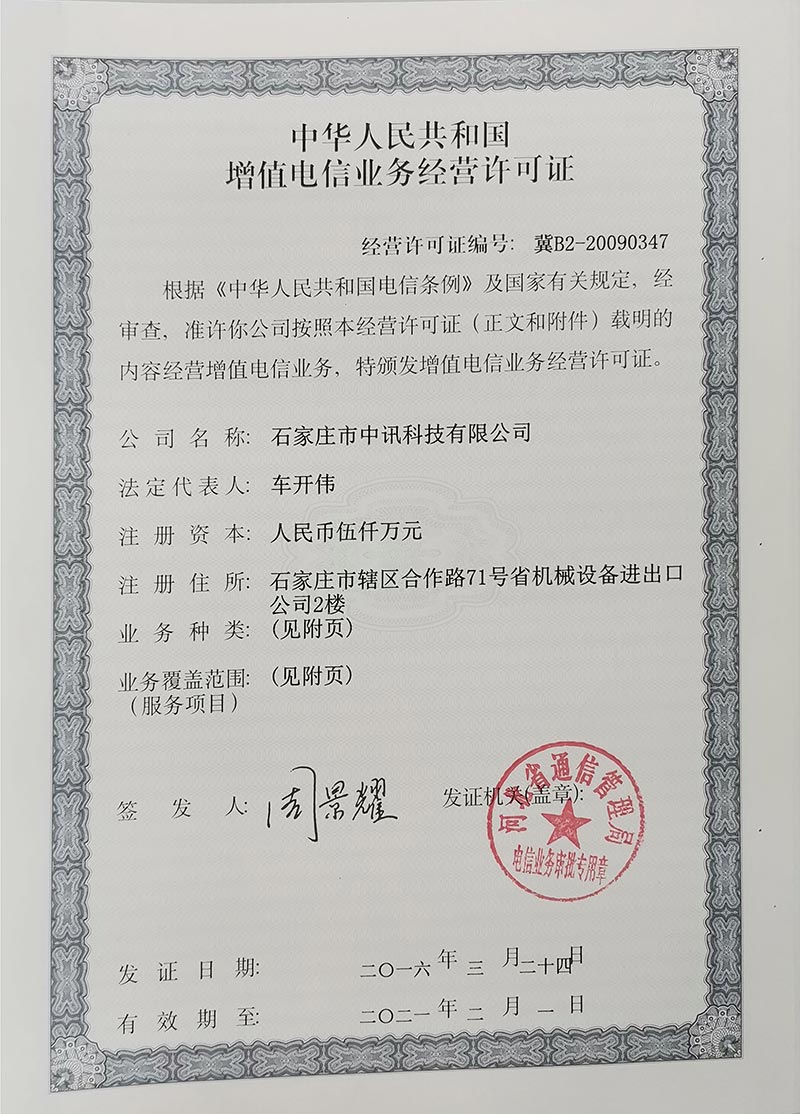 中华人民共和国
增值电信业务经营许可证
经营许可证编号: 冀B2-20090347
根据《中华人民共和国电信条例》及国家有关规定，经
审查，准许你公司按照本经营许可证（正文和附件）载明的
内容经营增值电信业务，特颁发增值电信业务经营许可证。
公司名称: 石家庄市中讯科技有限公司
法定代表人: 车开伟
注册资本: 人民币伍仟万元
注册住所: 石家庄市辖区合作路71号省机械设备进出口
公司2楼
业务种类: (见附页)
业务覆盖范围: (见附页)
（服务项目）
签发人: 周景耀
发证机关(盖章):
河北省通信管理局
电信业务审批专用章
发证日期: 二〇一六年三月二十四日
有效期至: 二〇二一年二月一日